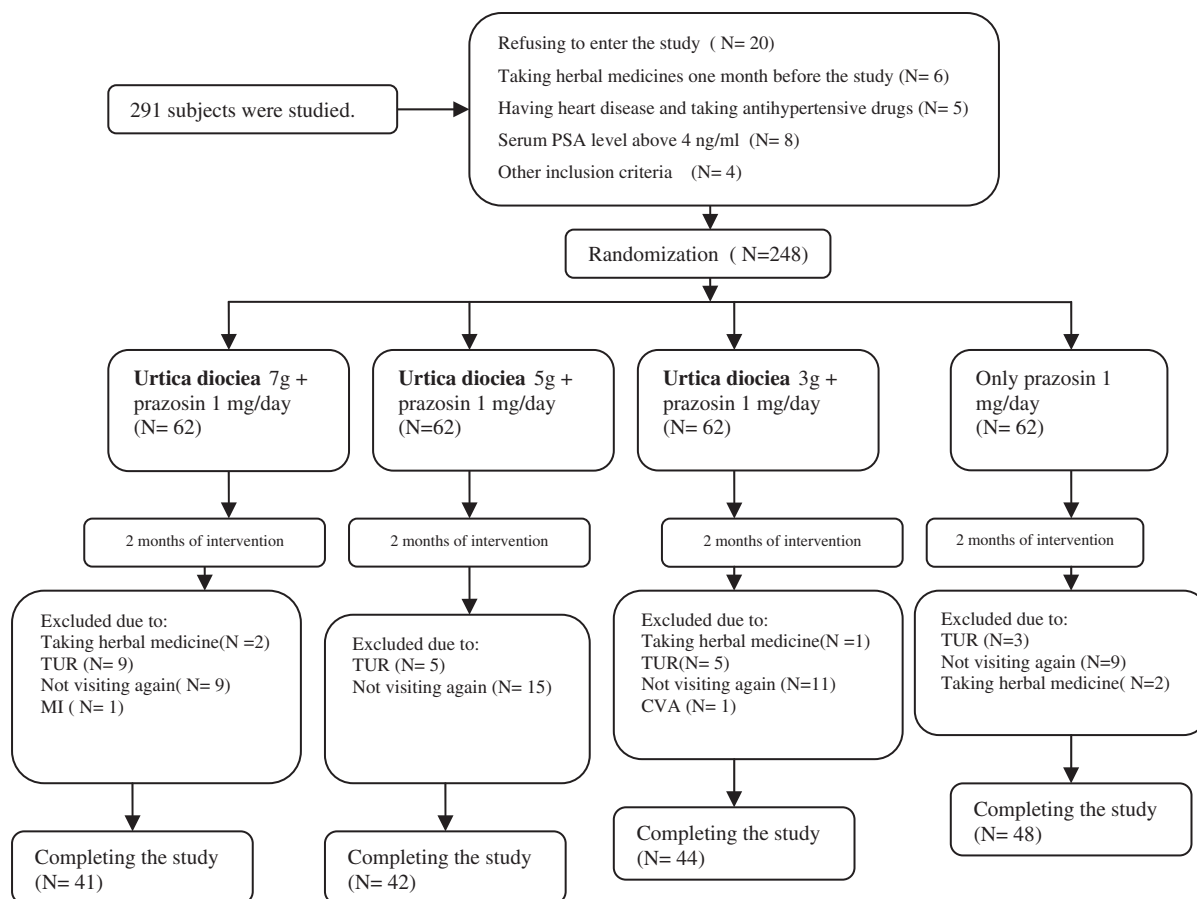 Refusing to enter the study ( N= 20)
Taking herbal medicines one month before the study (N= 6)
291 subjects were studied.
Having heart disease and taking antihypertensive drugs (N= 5)
Serum PSA level above 4 ng/ml (N= 8)
Other inclusion criteria (N= 4)
Randomization ( N=248)
Urtica diociea 7g +
prazosin 1 mg/day
(N= 62)
Urtica diociea 5g +
prazosin 1 mg/day
(N=62)
Urtica diociea 3g +
prazosin 1 mg/day
(N= 62)
Only prazosin 1
mg/day
(N= 62)
2 months of intervention
2 months of intervention
2 months of intervention
2 months of intervention
Excluded due to:
Taking herbal medicine(N =2)
TUR (N= 9)
Not visiting again( N= 9)
MI ( N= 1)
Excluded due to:
TUR (N= 5)
Not visiting again (N= 15)
Excluded due to:
Taking herbal medicine(N =1)
TUR(N= 5)
Not visiting again (N=11)
CVA (N= 1)
Excluded due to:
TUR (N=3)
Not visiting again (N=9)
Taking herbal medicine( N=2)
Completing the study
(N= 41)
Completing the study
(N= 42)
Completing the study
(N= 44)
Completing the study
(N= 48)